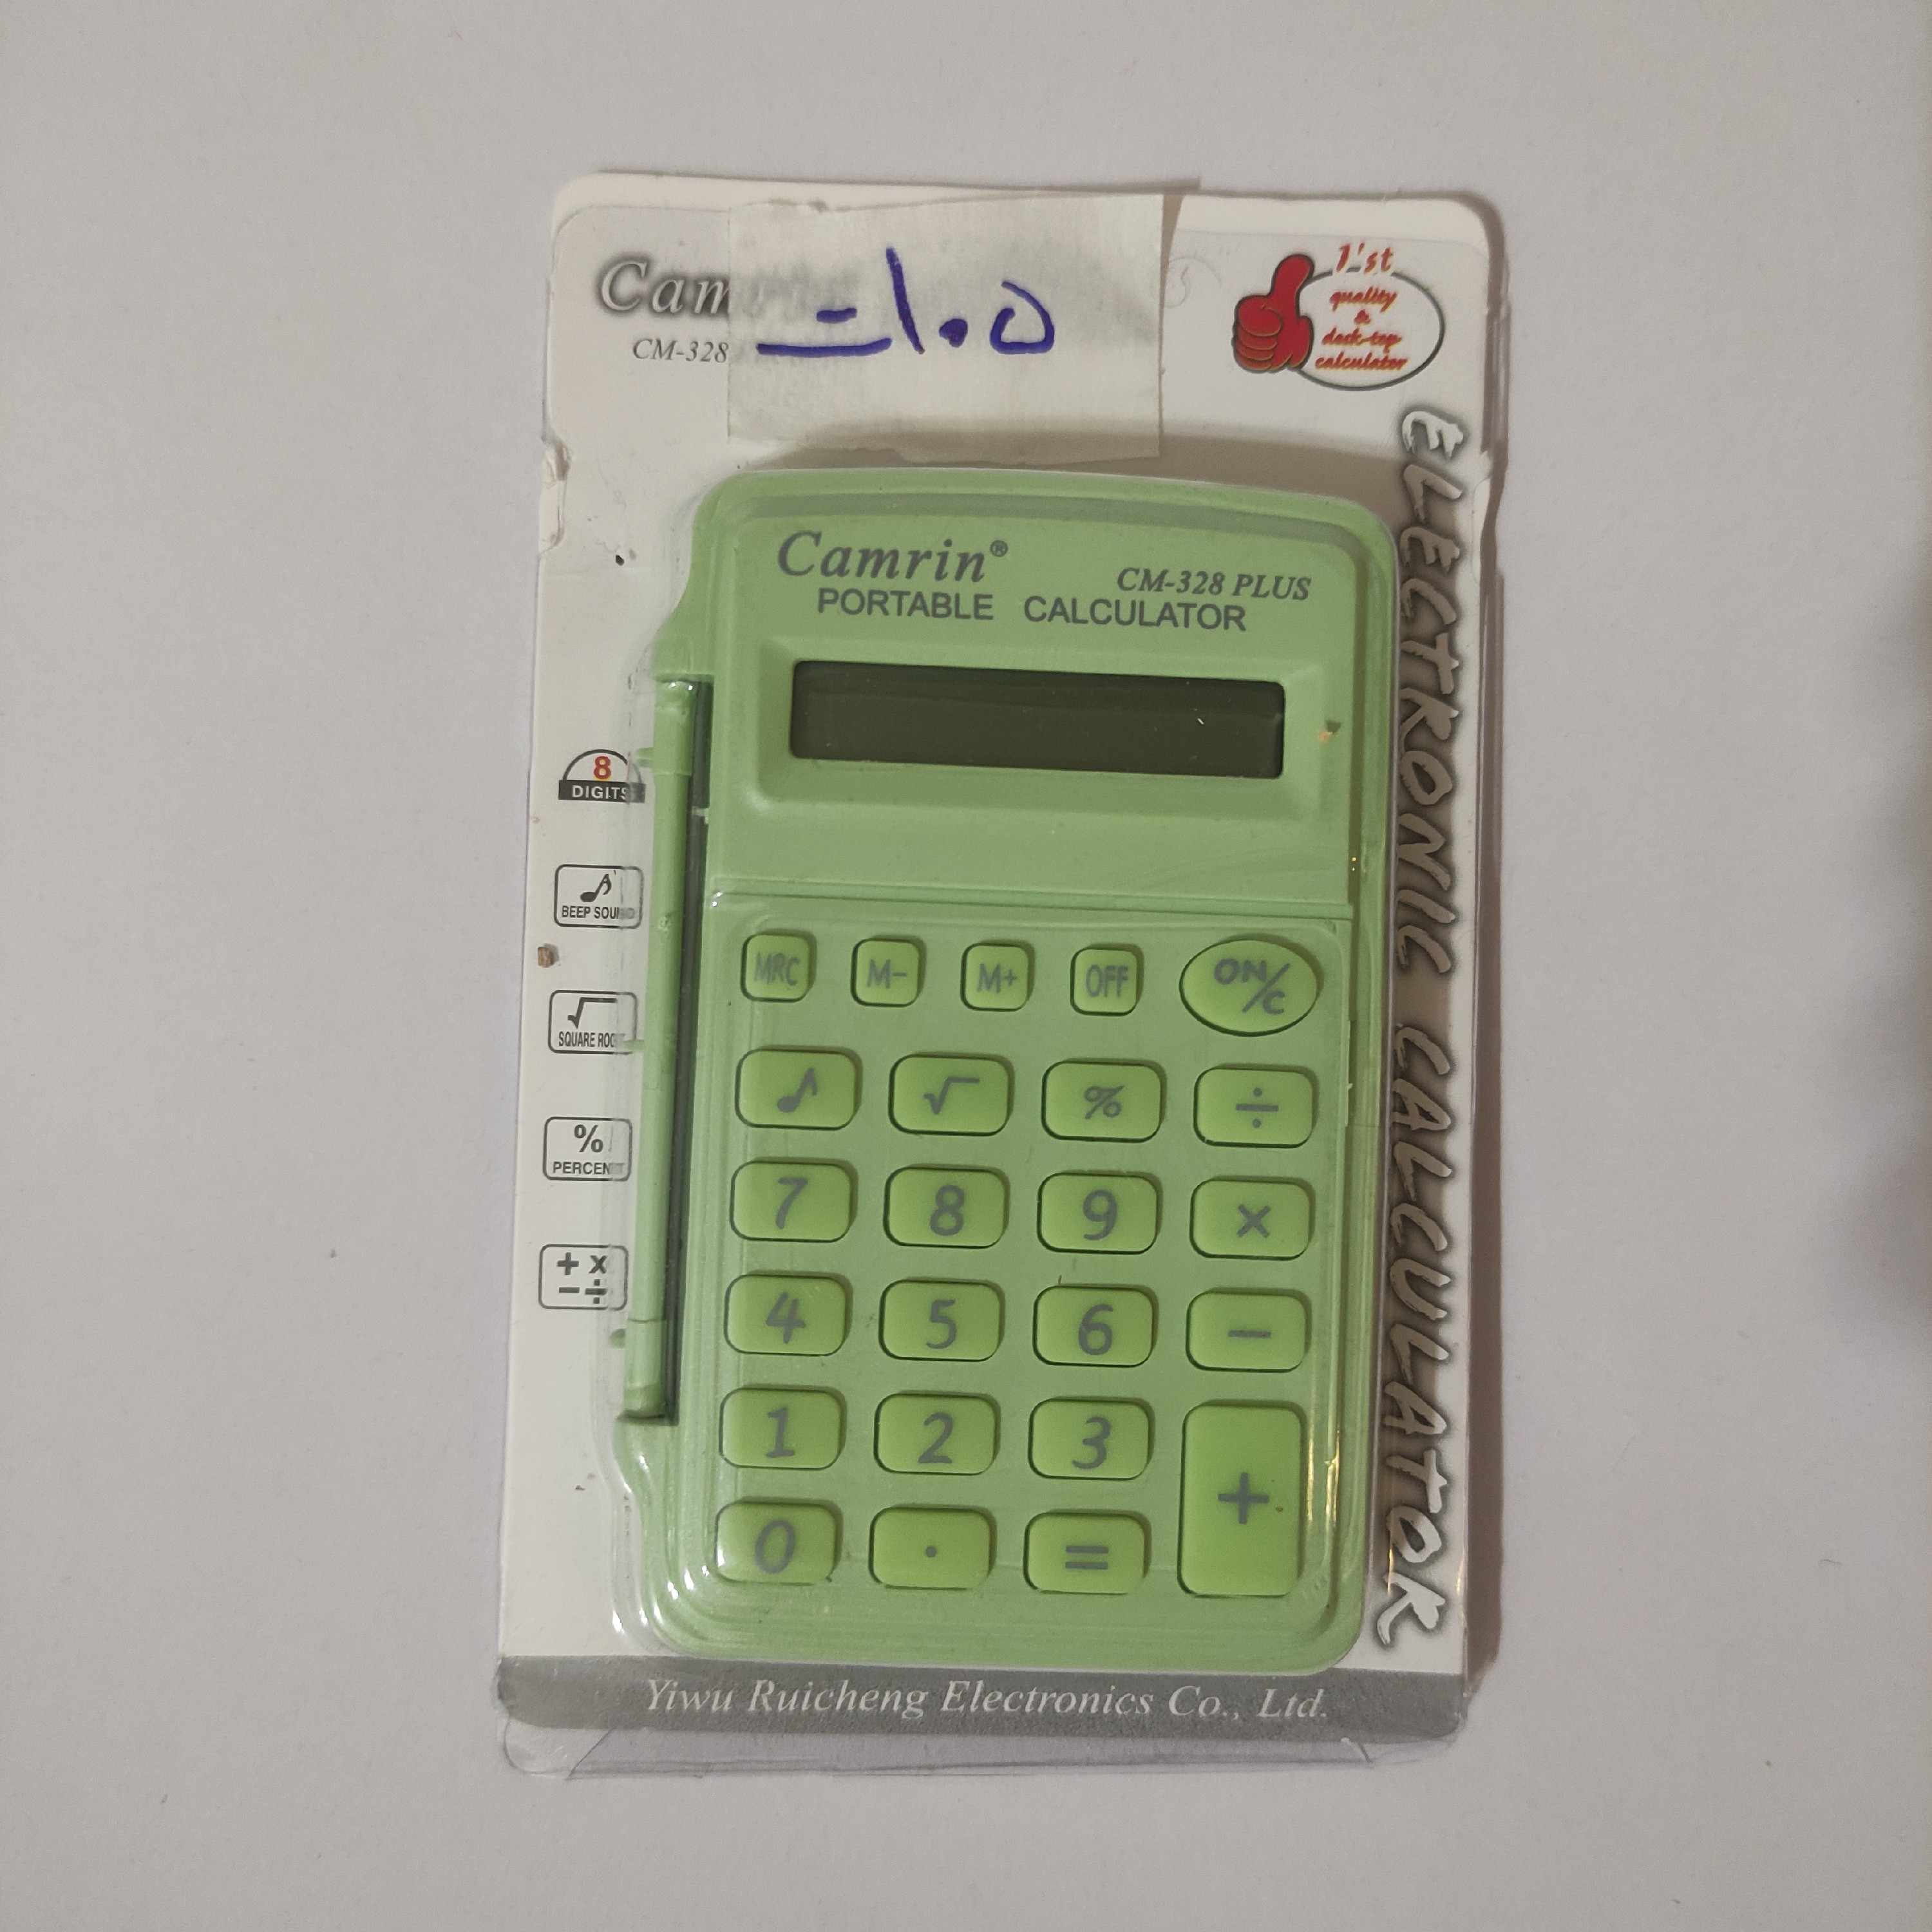 Cam
CM-328
=١٠٥
1'st
quality
&
desk-top
calculator
Camrin®
CM-328 PLUS
PORTABLE CALCULATOR
8
DIGITS
BEEP SOUND
√
SQUARE ROOT
%
PERCENT
+ x
− ÷
MRC M− M+ OFF ON/C
♪ √ % ÷
7 8 9 ×
4 5 6 −
1 2 3 +
0 . =
ELECTRONIC CALCULATOR
Yiwu Ruicheng Electronics Co., Ltd.